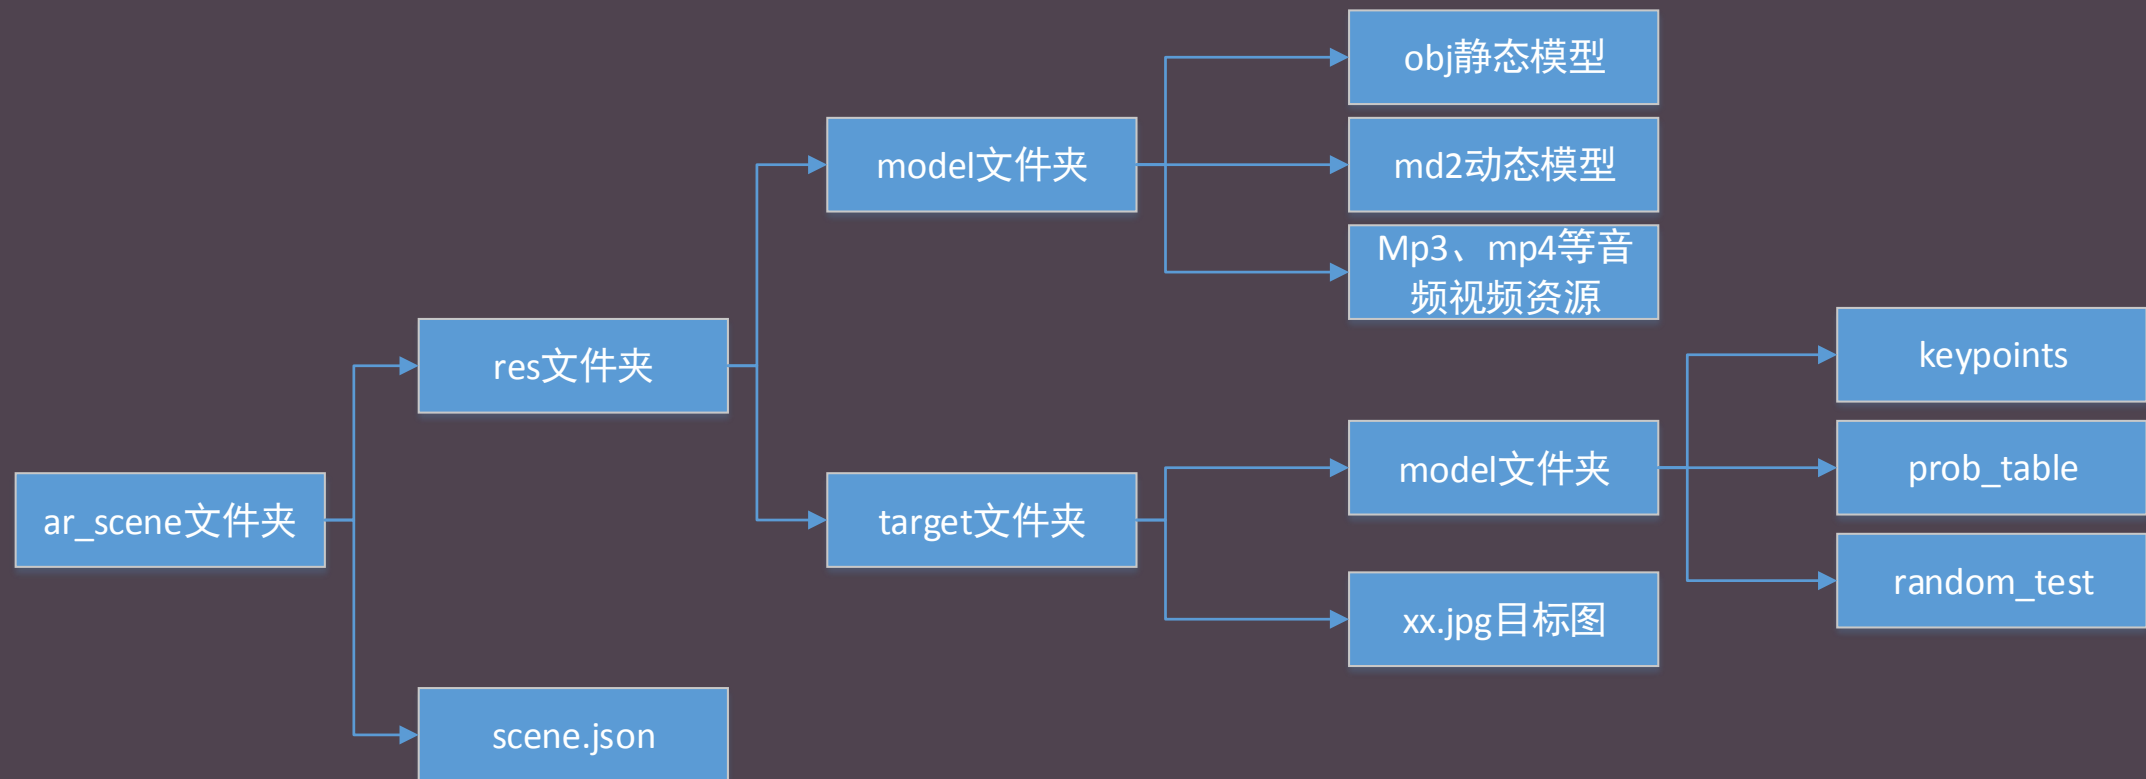 obj静态模型
model文件夹
md2动态模型
Mp3、mp4等音
频视频资源
res文件夹
keypoints
ar_scene文件夹
target文件夹
model文件夹
prob_table
random_test
xx.jpg目标图
scene.json